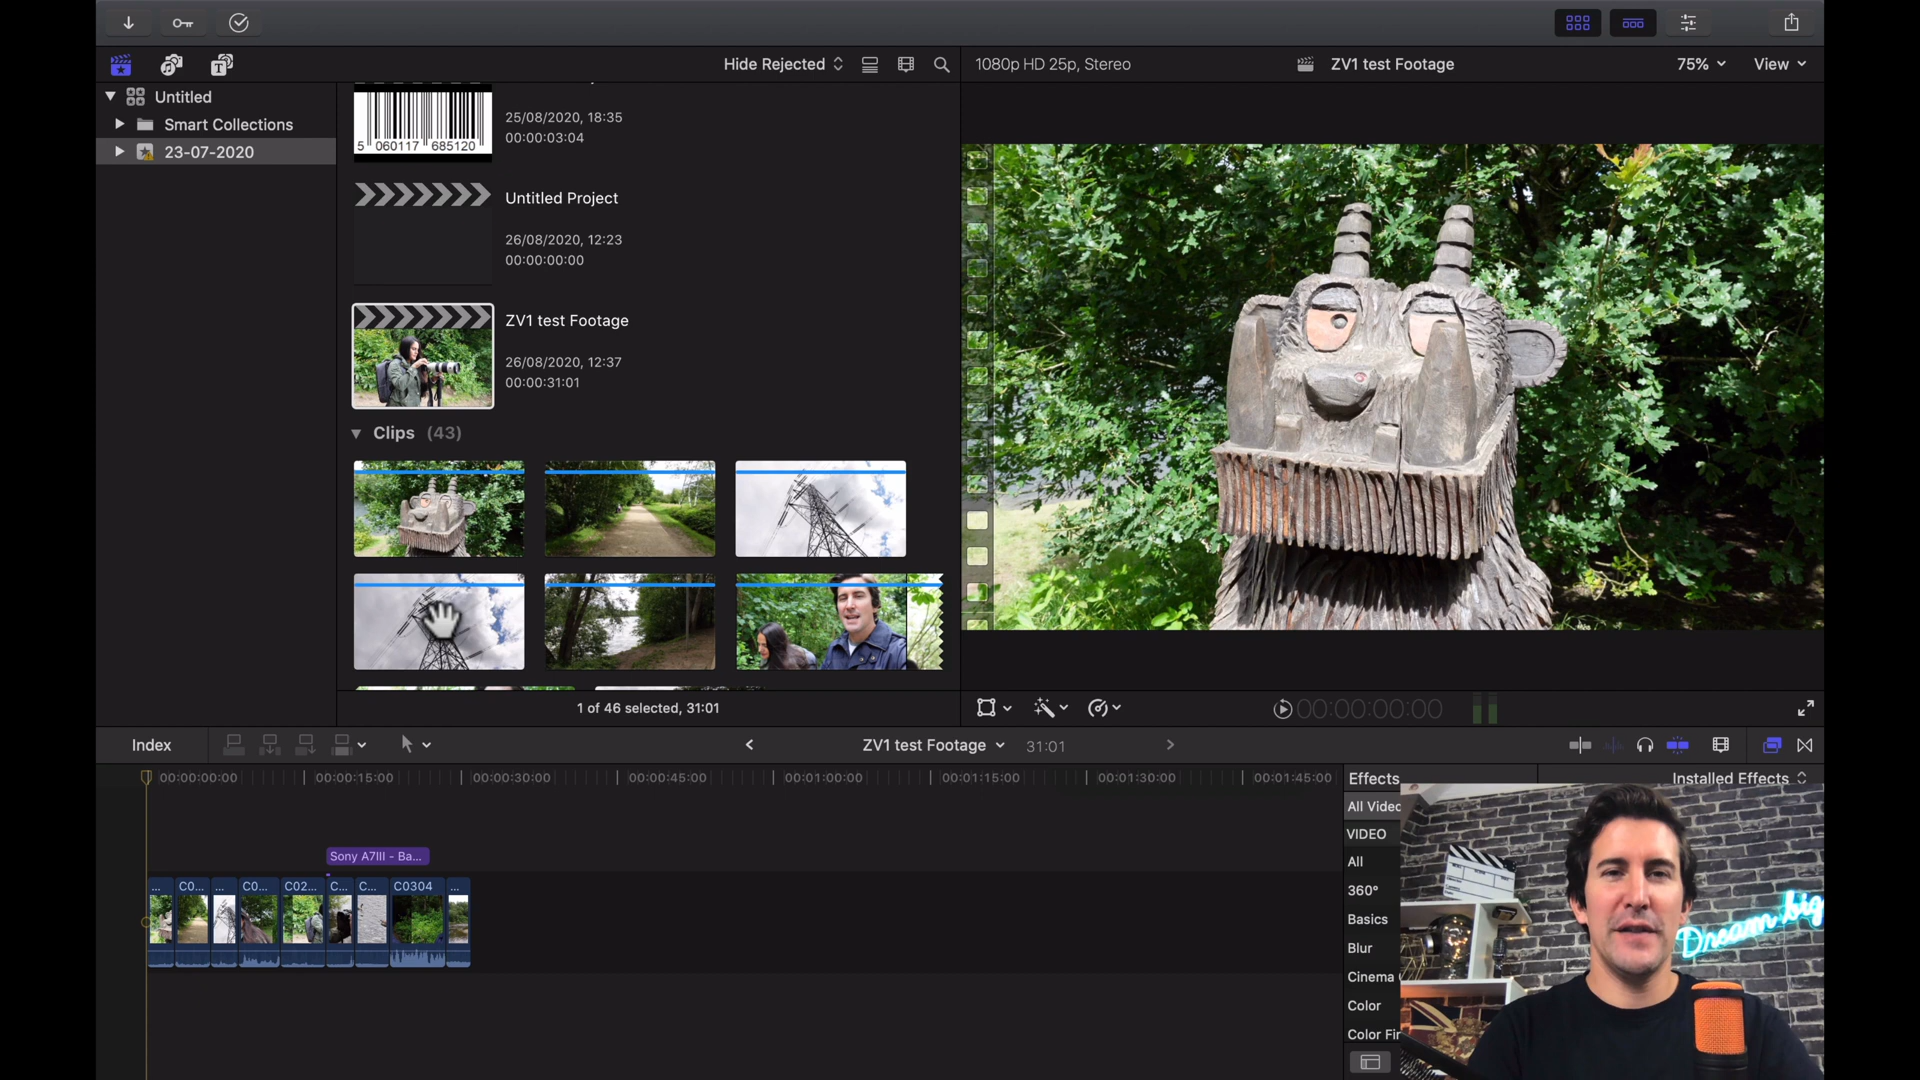 Hide Rejected
1080p HD 25p, Stereo
ZV1 test Footage
75%
View
Untitled
Smart Collections
23-07-2020
25/08/2020, 18:35
00:00:03:04
5 060117 685120
Untitled Project
26/08/2020, 12:23
00:00:00:00
ZV1 test Footage
26/08/2020, 12:37
00:00:31:01
Clips (43)
1 of 46 selected, 31:01
00:00:00:00
Index
ZV1 test Footage
31:01
00:00:00:00 00:00:15:00 00:00:30:00 00:00:45:00 00:01:00:00 00:01:15:00 00:01:30:00 00:01:45:00
Effects
Installed Effects
All Videc
VIDEO
All
360°
Basics
Blur
Cinema
Color
Color Fir
Sony A7III - Ba...
... C0... ... C0... C02... C... C... C0304 ...
Dream big